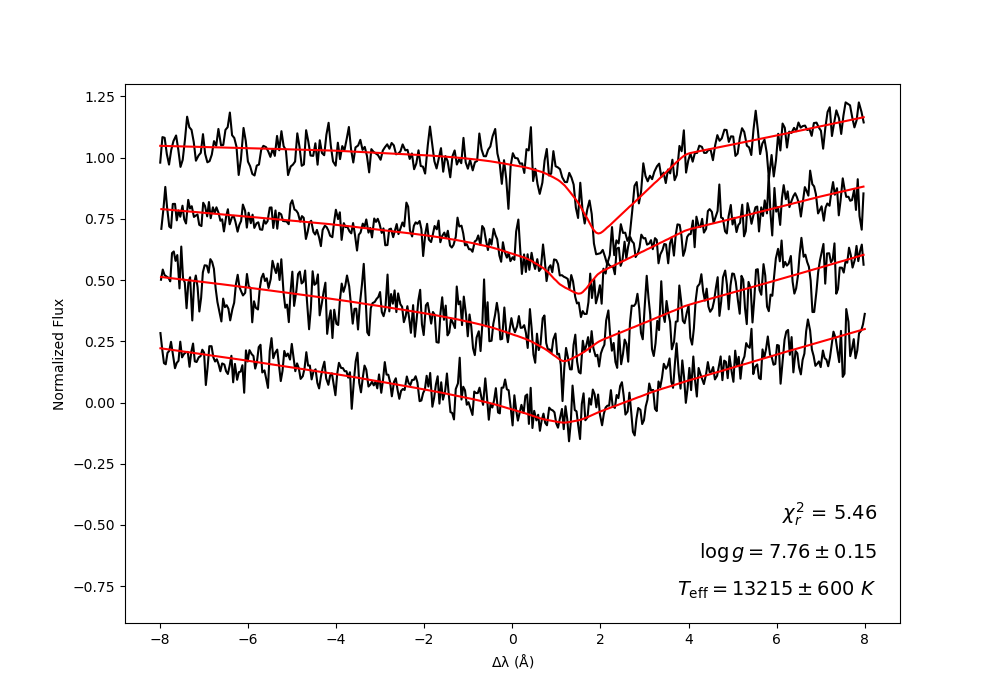 1.25
1.00
0.75
0.50
0.25
0.00
−0.25
−0.50
−0.75
Normalized Flux
χ²ᵣ = 5.46
log g = 7.76 ± 0.15
T_eff = 13215 ± 600 K
−8 −6 −4 −2 0 2 4 6 8
Δλ (Å)